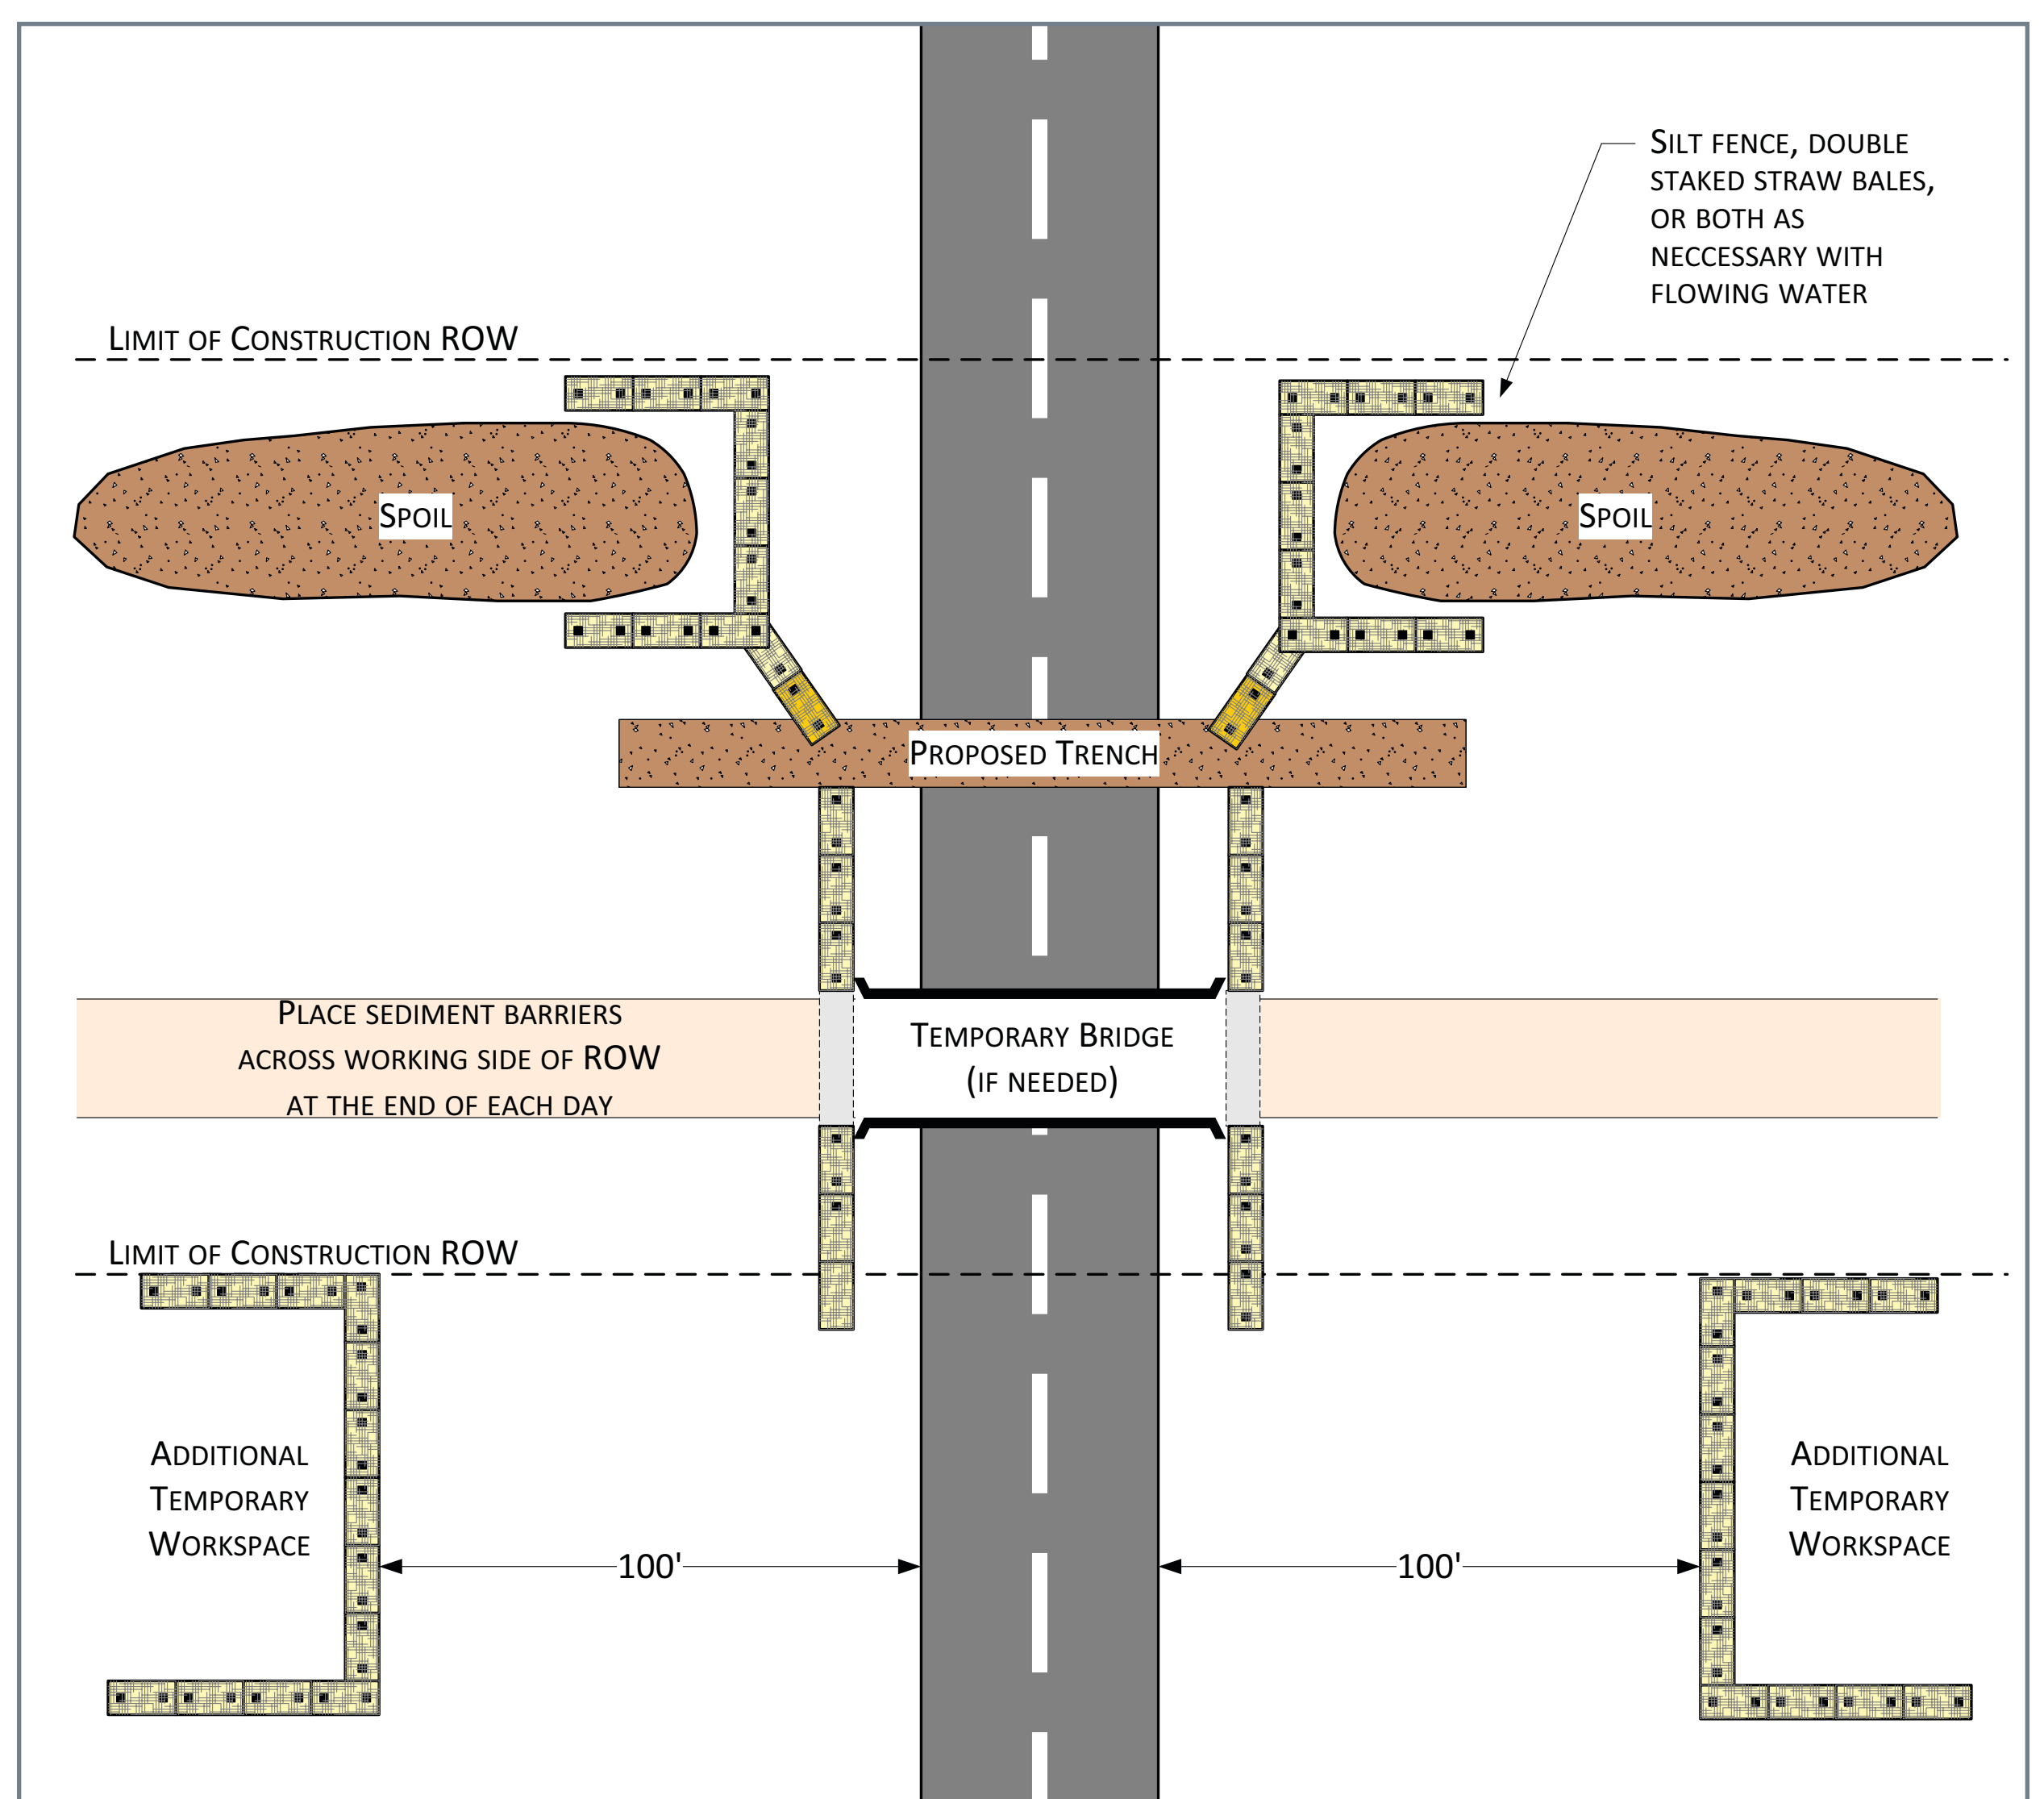 SILT FENCE, DOUBLE
STAKED STRAW BALES,
OR BOTH AS
NECCESSARY WITH
FLOWING WATER
LIMIT OF CONSTRUCTION ROW
SPOIL
SPOIL
PROPOSED TRENCH
PLACE SEDIMENT BARRIERS
ACROSS WORKING SIDE OF ROW
AT THE END OF EACH DAY
TEMPORARY BRIDGE
(IF NEEDED)
LIMIT OF CONSTRUCTION ROW
ADDITIONAL
TEMPORARY
WORKSPACE
100'
100'
ADDITIONAL
TEMPORARY
WORKSPACE